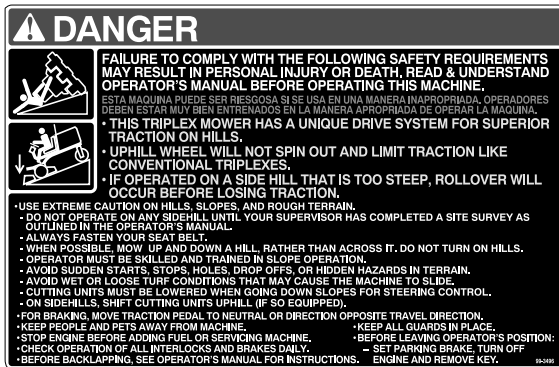 DANGER
FAILURE TO COMPLY WITH THE FOLLOWING SAFETY REQUIREMENTS
MAY RESULT IN PERSONAL INJURY OR DEATH, READ & UNDERSTAND
OPERATOR'S MANUAL BEFORE OPERATING THIS MACHINE.
ESTA MAQUINA PUEDE SER RIESGOSA SI SE USA EN UNA MANERA INAPROPRIADA. OPERADORES
DEBEN ESTAR MUY BIEN ENTRENADOS EN LA MANERA APROPRIADA DE OPERAR LA MAQUINA.
• THIS TRIPLEX MOWER HAS A UNIQUE DRIVE SYSTEM FOR SUPERIOR
TRACTION ON HILLS.
• UPHILL WHEEL WILL NOT SPIN OUT AND LIMIT TRACTION LIKE
CONVENTIONAL TRIPLEXES.
• IF OPERATED ON A SIDE HILL THAT IS TOO STEEP, ROLLOVER WILL
OCCUR BEFORE LOSING TRACTION.
•USE EXTREME CAUTION ON HILLS, SLOPES, AND ROUGH TERRAIN.
- DO NOT OPERATE ON ANY SIDEHILL UNTIL YOUR SUPERVISOR HAS COMPLETED A SITE SURVEY AS
OUTLINED IN THE OPERATOR'S MANUAL.
- ALWAYS FASTEN YOUR SEAT BELT.
- WHEN POSSIBLE, MOW UP AND DOWN A HILL, RATHER THAN ACROSS IT. DO NOT TURN ON HILLS.
- OPERATOR MUST BE SKILLED AND TRAINED IN SLOPE OPERATION.
- AVOID SUDDEN STARTS, STOPS, HOLES, DROP OFFS, OR HIDDEN HAZARDS IN TERRAIN.
- AVOID WET OR LOOSE TURF CONDITIONS THAT MAY CAUSE THE MACHINE TO SLIDE.
- CUTTING UNITS MUST BE LOWERED WHEN GOING DOWN SLOPES FOR STEERING CONTROL.
- ON SIDEHILLS, SHIFT CUTTING UNITS UPHILL (IF SO EQUIPPED).
•FOR BRAKING, MOVE TRACTION PEDAL TO NEUTRAL OR DIRECTION OPPOSITE TRAVEL DIRECTION.
•KEEP PEOPLE AND PETS AWAY FROM MACHINE.
•STOP ENGINE BEFORE ADDING FUEL OR SERVICING MACHINE.
•CHECK OPERATION OF ALL INTERLOCKS AND BRAKES DAILY.
•BEFORE BACKLAPPING, SEE OPERATOR'S MANUAL FOR INSTRUCTIONS.
•KEEP ALL GUARDS IN PLACE.
•BEFORE LEAVING OPERATOR'S POSITION:
- SET PARKING BRAKE, TURN OFF
ENGINE AND REMOVE KEY.
99-3496